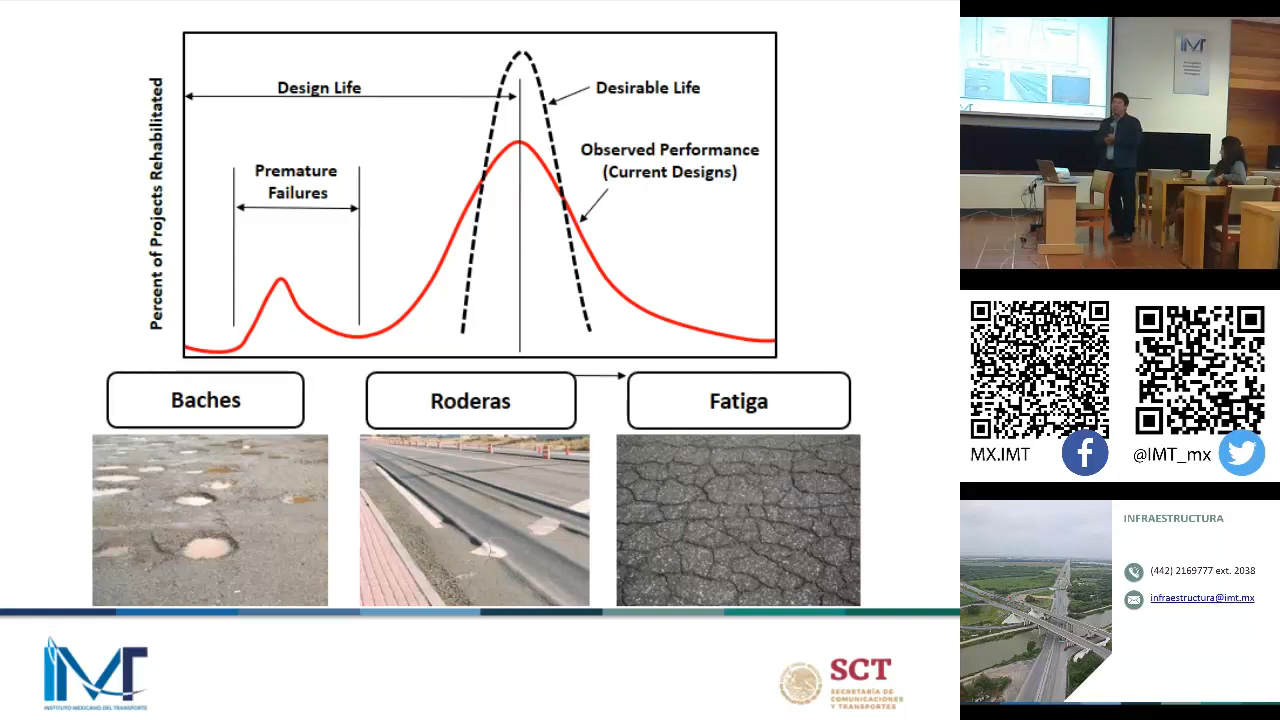 Percent of Projects Rehabilitated
Design Life
Desirable Life
Premature
Failures
Observed Performance
(Current Designs)
Baches
Roderas
Fatiga
IMT
INSTITUTO MEXICANO DEL TRANSPORTE
SCT
SECRETARÍA DE
COMUNICACIONES
Y TRANSPORTES
MX.IMT
@IMT_mx
INFRAESTRUCTURA
(442) 2169777 ext. 2038
infraestructura@imt.mx